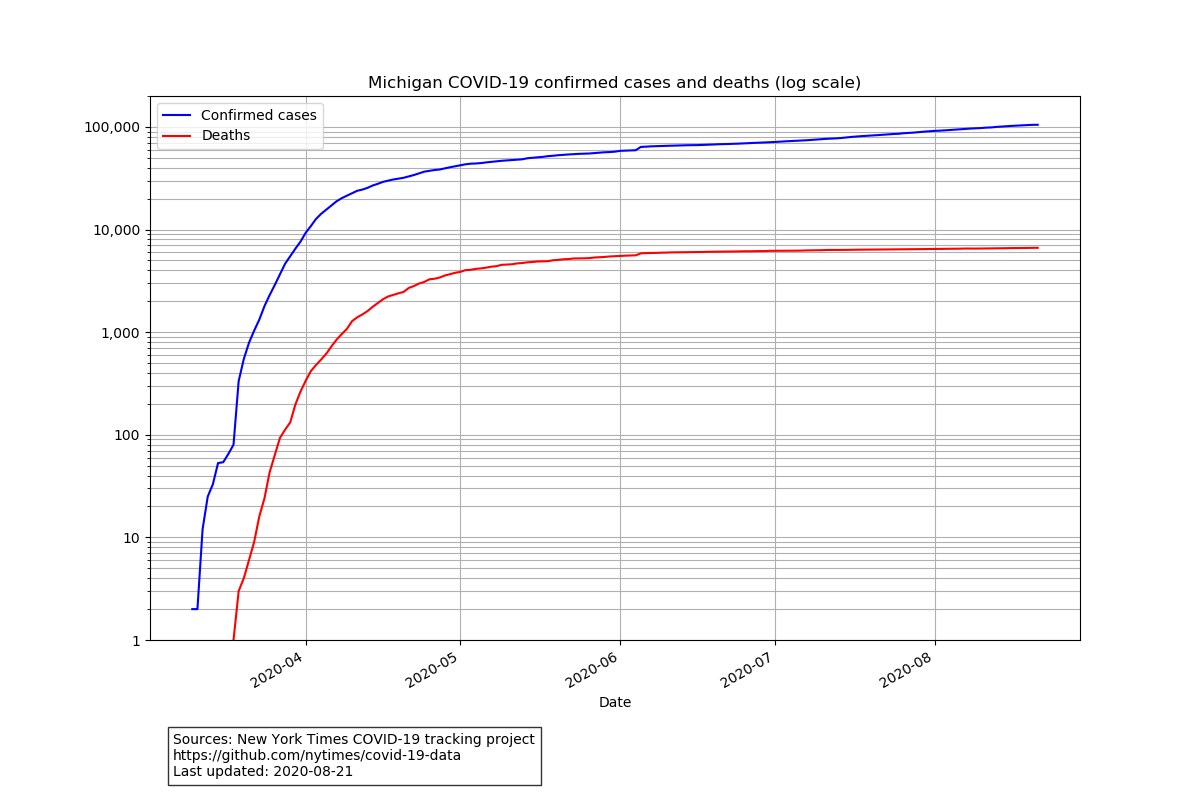 Michigan COVID-19 confirmed cases and deaths (log scale)
Confirmed cases
Deaths
100,000
10,000
1,000
100
10
1
2020-04
2020-05
2020-06
2020-07
2020-08
Date
Sources: New York Times COVID-19 tracking project
https://github.com/nytimes/covid-19-data
Last updated: 2020-08-21